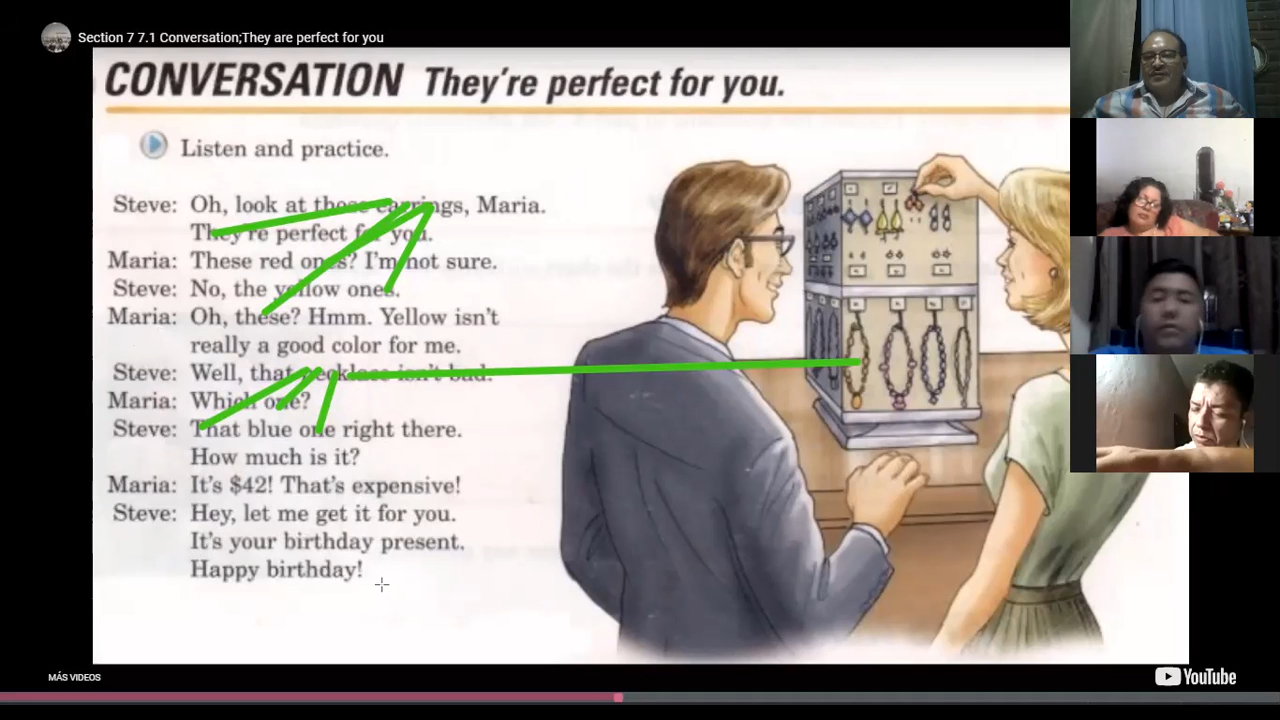 Section 7 7.1 Conversation;They are perfect for you
CONVERSATION They're perfect for you.
Listen and practice.
Steve: Oh, look at those earrings, Maria.
They're perfect for you.
Maria: These red ones? I'm not sure.
Steve: No, the yellow ones.
Maria: Oh, these? Hmm. Yellow isn't
really a good color for me.
Steve: Well, that necklace isn't bad.
Maria: Which one?
Steve: That blue one right there.
How much is it?
Maria: It's $42! That's expensive!
Steve: Hey, let me get it for you.
It's your birthday present.
Happy birthday!
MÁS VIDEOS
YouTube